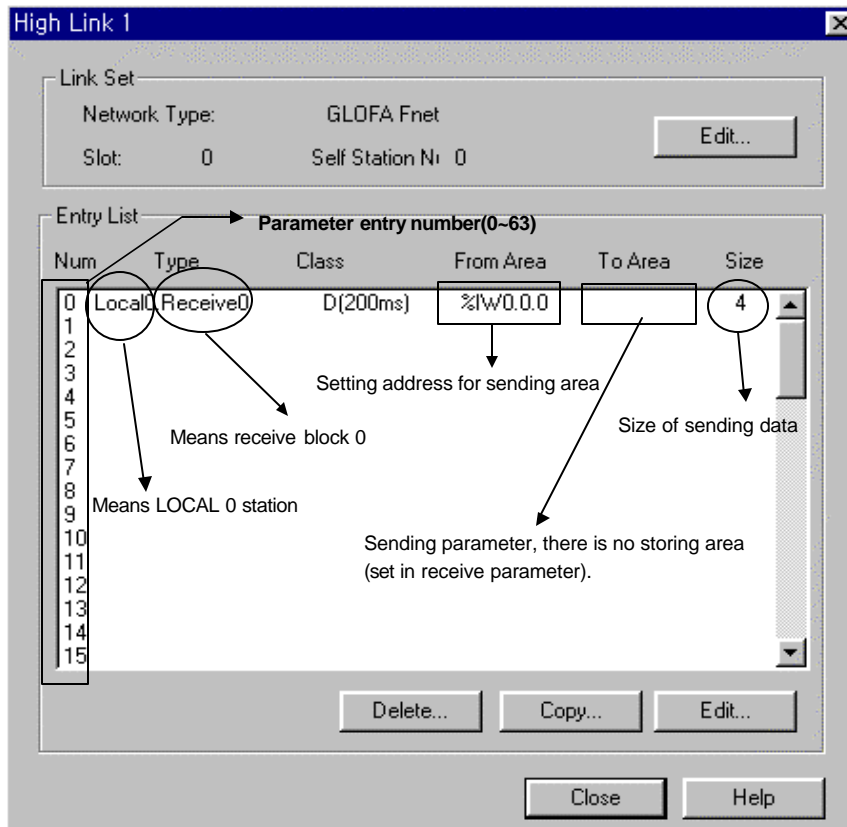 High Link 1
Link Set
Network Type: GLOFA Fnet
Edit...
Slot: 0 Self Station N 0
Entry List
Parameter entry number(0~63)
Num Type Class From Area To Area Size
0 Local0 Receive0 D(200ms) %IW0.0.0 4
1
2
3
Setting address for sending area
4
5
Size of sending data
Means receive block 0
6
7
8
Means LOCAL 0 station
9
10
Sending parameter, there is no storing area
11
(set in receive parameter).
12
13
14
15
Delete... Copy... Edit...
Close Help